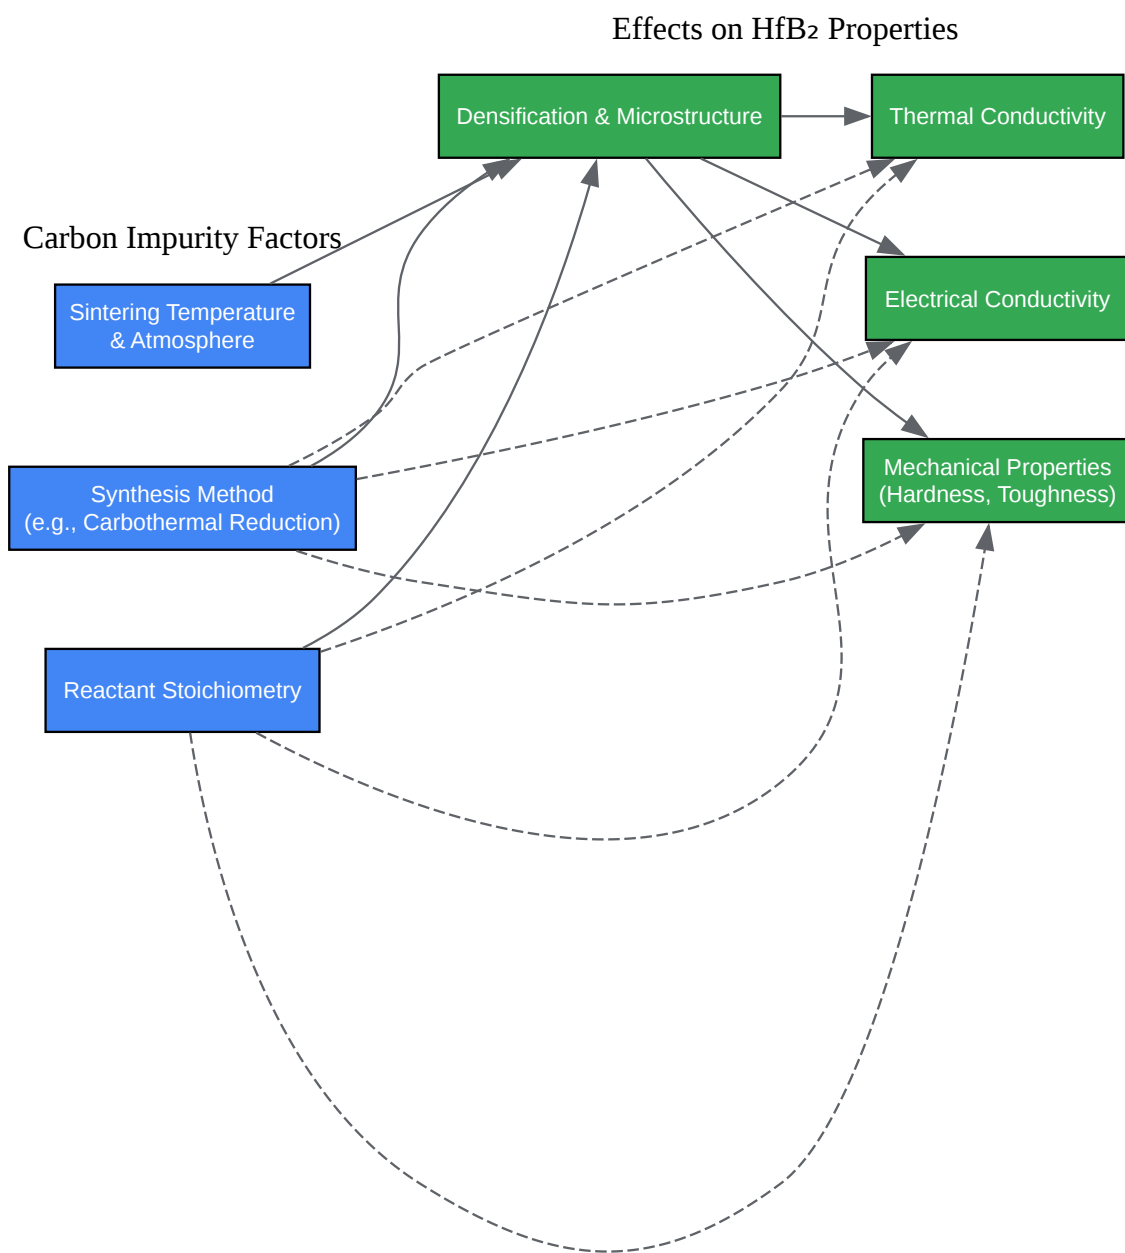 Effects on HfB₂ Properties
Densification & Microstructure
Thermal Conductivity
Carbon Impurity Factors
Sintering Temperature
& Atmosphere
Electrical Conductivity
Synthesis Method
(e.g., Carbothermal Reduction)
Mechanical Properties
(Hardness, Toughness)
Reactant Stoichiometry